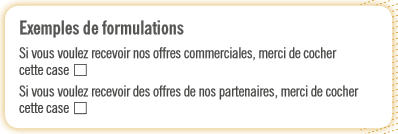 Exemples de formulations
Si vous voulez recevoir nos offres commerciales, merci de cocher
cette case ☐
Si vous voulez recevoir des offres de nos partenaires, merci de cocher
cette case ☐